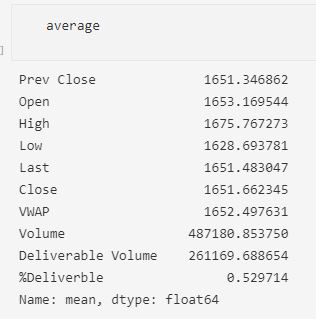 average
]
Prev Close 1651.346862
Open 1653.169544
High 1675.767273
Low 1628.693781
Last 1651.483047
Close 1651.662345
VWAP 1652.497631
Volume 487180.853750
Deliverable Volume 261169.688654
%Deliverble 0.529714
Name: mean, dtype: float64